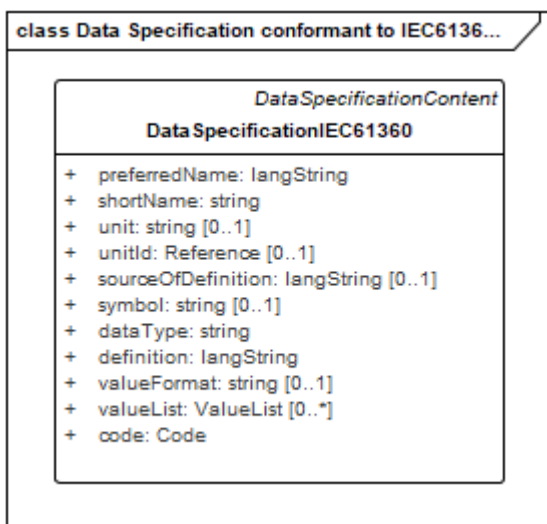 class Data Specification conformant to IEC6136...
DataSpecificationContent
DataSpecificationIEC61360
+ preferredName: langString
+ shortName: string
+ unit: string [0..1]
+ unitId: Reference [0..1]
+ sourceOfDefinition: langString [0..1]
+ symbol: string [0..1]
+ dataType: string
+ definition: langString
+ valueFormat: string [0..1]
+ valueList: ValueList [0..*]
+ code: Code